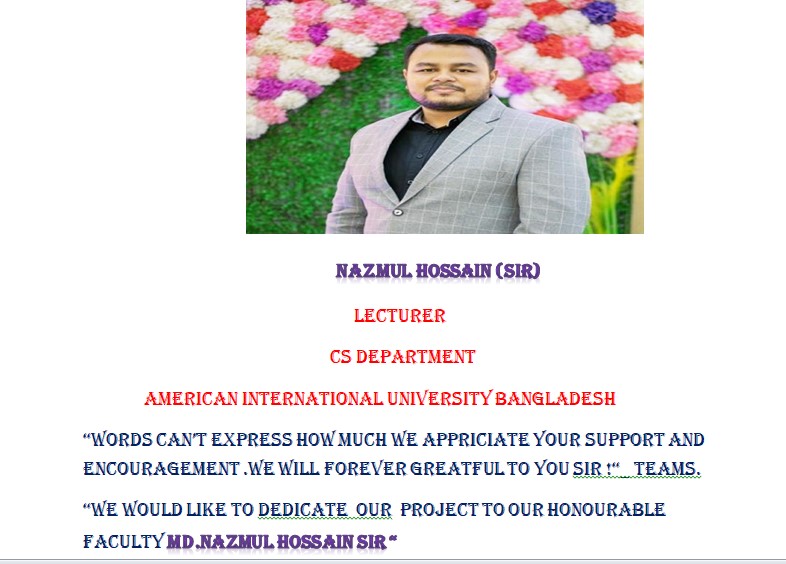 NAZMUL HOSSAIN (SIR)
LECTURER
CS DEPARTMENT
AMERICAN INTERNATIONAL UNIVERSITY BANGLADESH
“WORDS CAN’T EXPRESS HOW MUCH WE APPRICIATE YOUR SUPPORT AND
ENCOURAGEMENT .WE WILL FOREVER GREATFUL TO YOU SIR !“_ TEAMS.
“WE WOULD LIKE TO DEDICATE OUR PROJECT TO OUR HONOURABLE
FACULTY MD.NAZMUL HOSSAIN SIR “